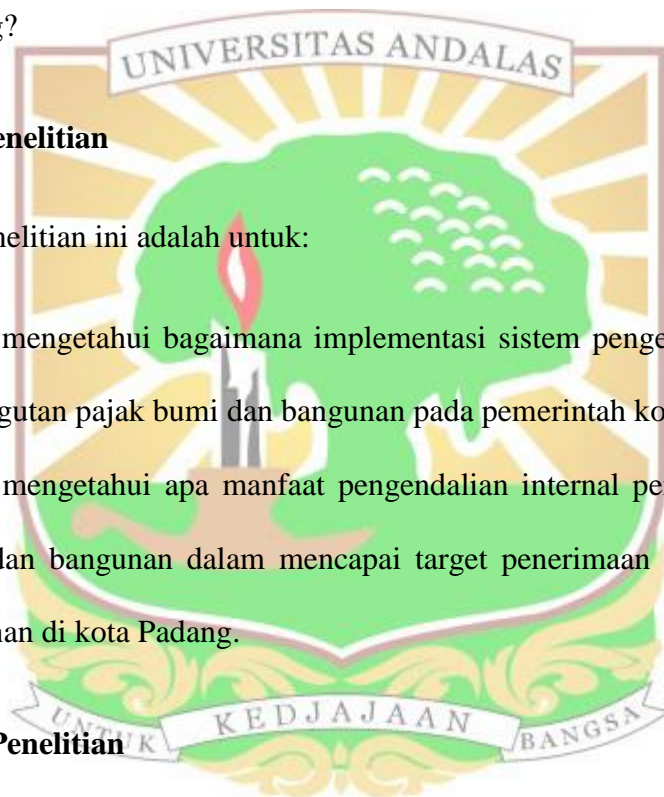 g?
UNIVERSITAS ANDALAS
enelitian
nelitian ini adalah untuk:
mengetahui bagaimana implementasi sistem penge
gutan pajak bumi dan bangunan pada pemerintah ko
mengetahui apa manfaat pengendalian internal pe
dan bangunan dalam mencapai target penerimaan
nan di kota Padang.
UNTUK KEDJAJAAN BANGSA
Penelitian